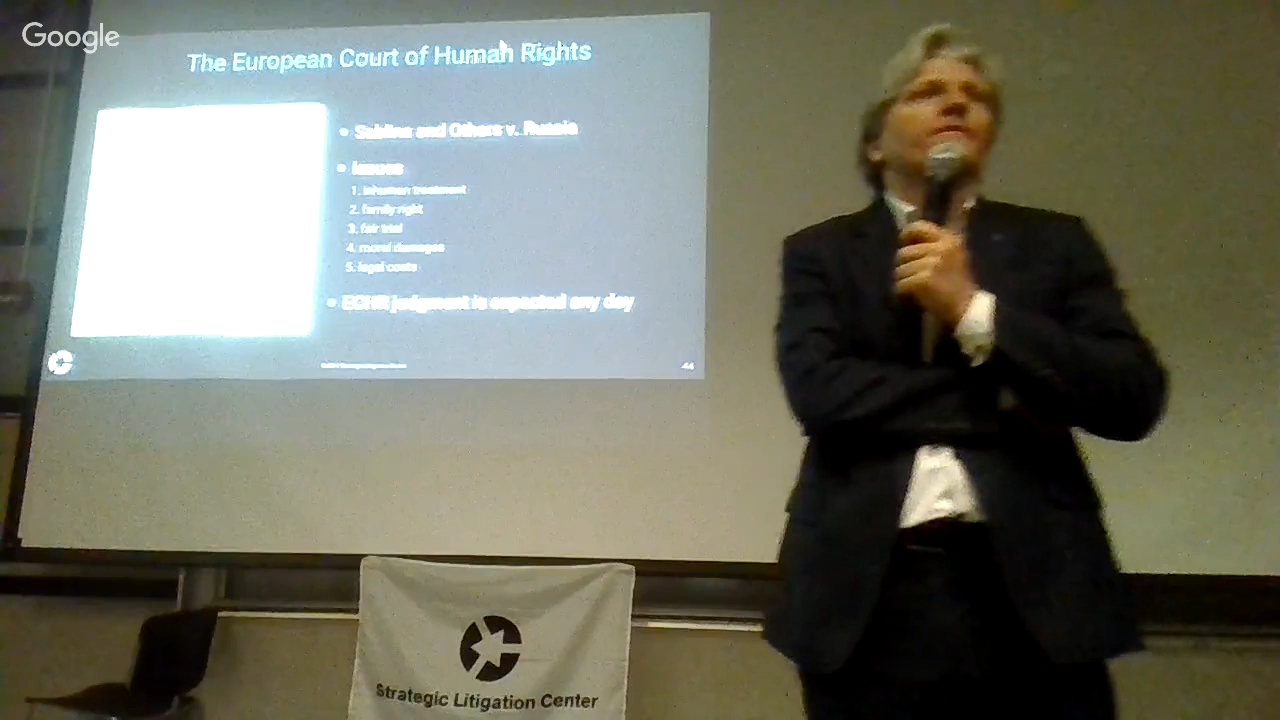 Google
The European Court of Human Rights
and Others v. Russia
Issues
1. inhuman treatment
2. family right
3. fair trial
4. moral damages
5. legal costs
ECHR judgment is expected any day
44
Strategic Litigation Center